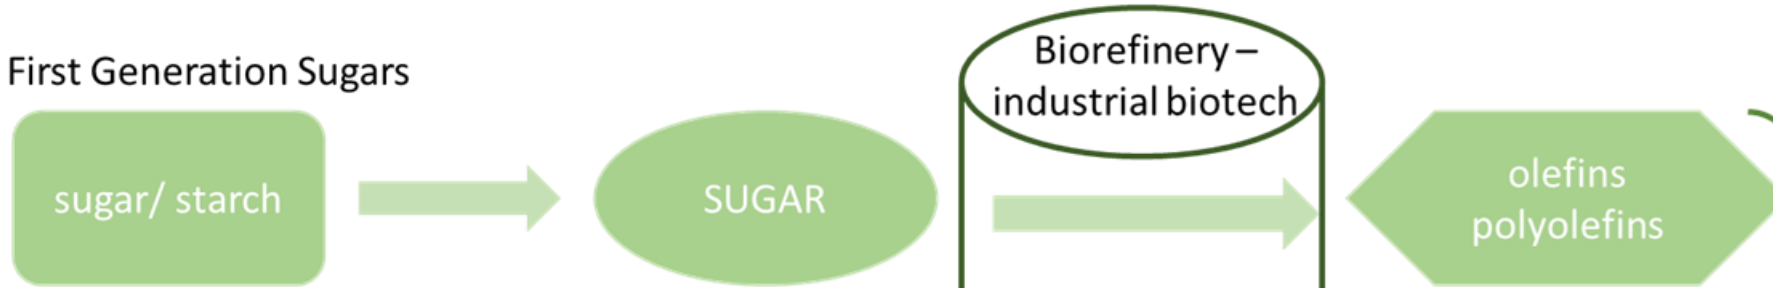 First Generation Sugars
sugar/ starch
SUGAR
Biorefinery –
industrial biotech
olefins
polyolefins